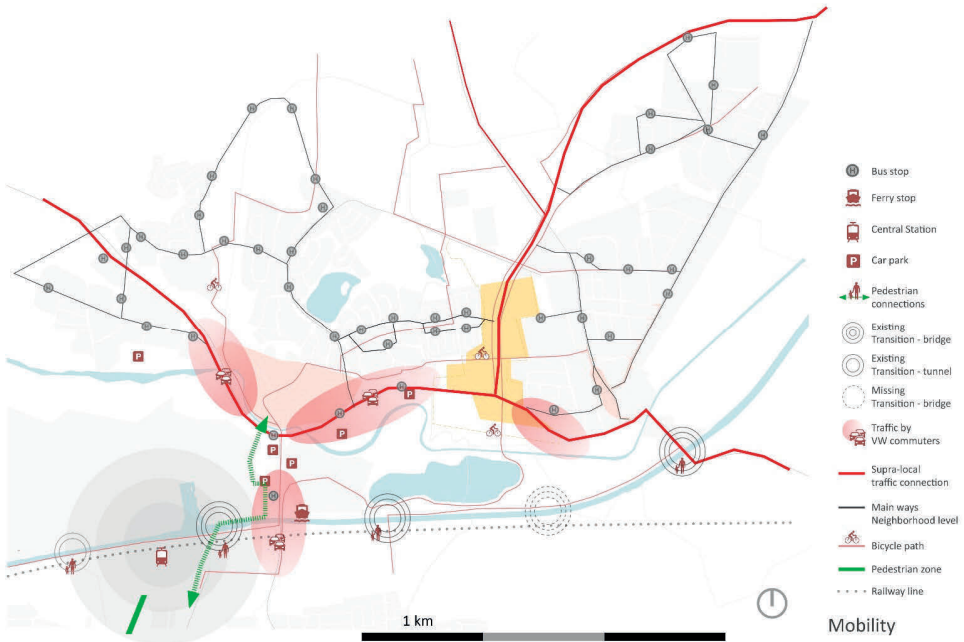 Bus stop
Ferry stop
Central Station
P
Car park
Pedestrian
connections
Existing
Transition - bridge
Existing
Transition - tunnel
Missing
Transition - bridge
Traffic by
VW commuters
Supra-local
traffic connection
Main ways
Neighborhood level
Bicycle path
Pedestrian zone
Railway line
1 km
Mobility